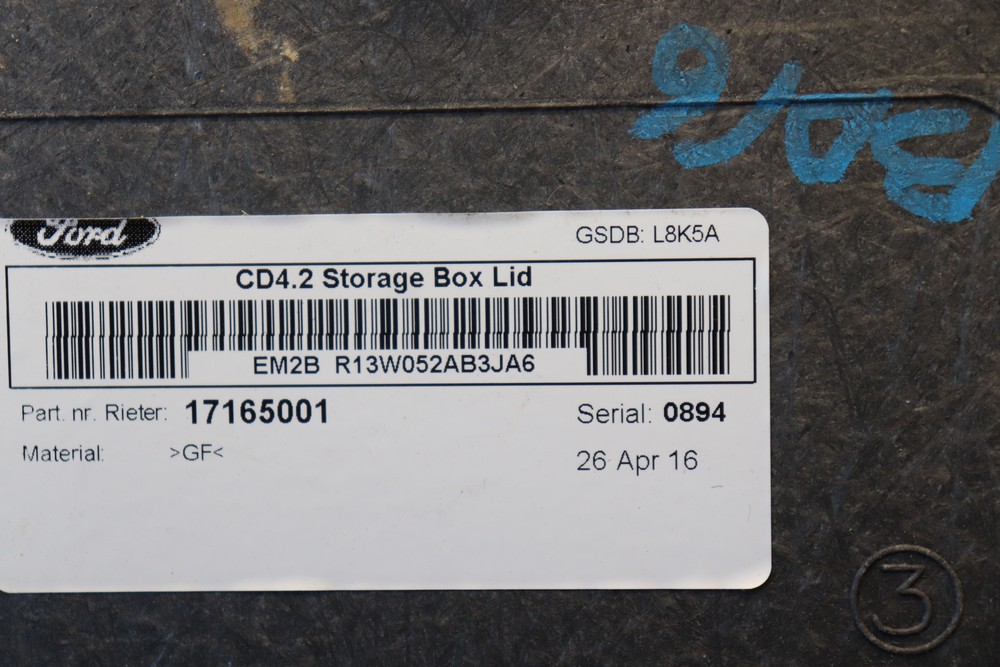 Ford
GSDB: L8K5A
CD4.2 Storage Box Lid
EM2B R13W052AB3JA6
Part. nr. Rieter: 17165001
Serial: 0894
Material: >GF<
26 Apr 16
3